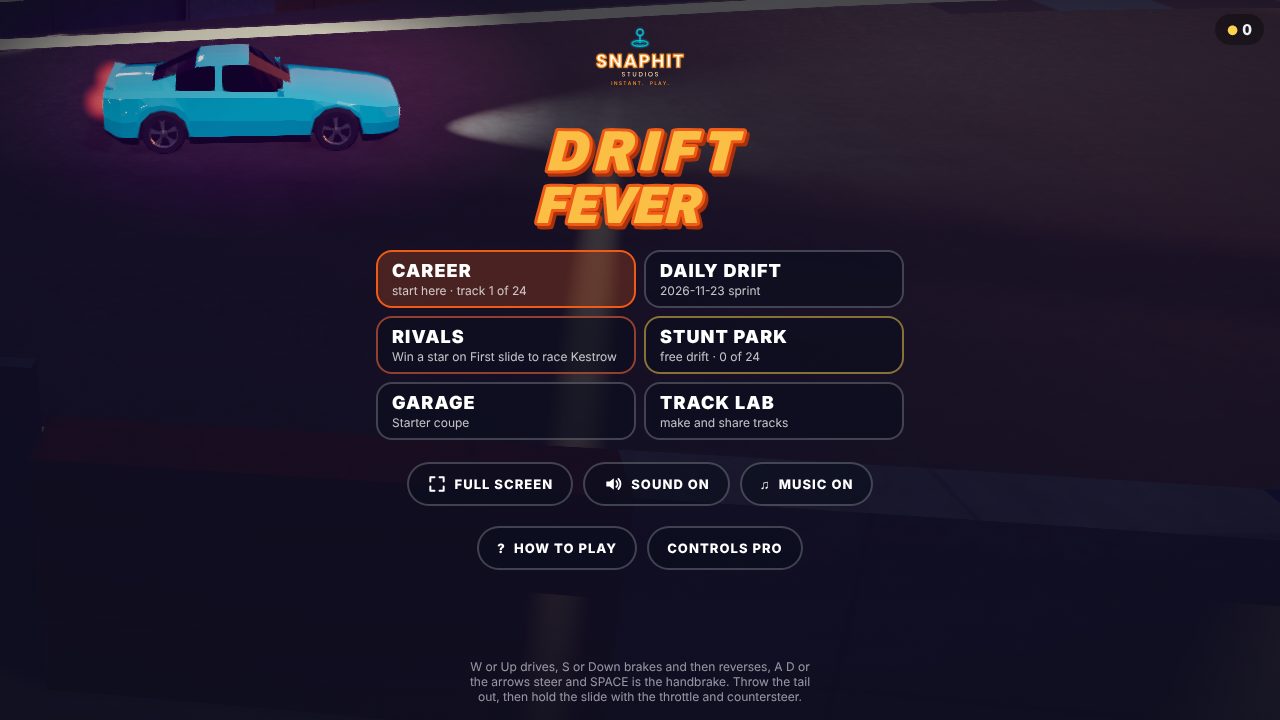 0
SNAPHIT
STUDIOS
INSTANT. PLAY.
DRIFT
FEVER
CAREER
start here · track 1 of 24
DAILY DRIFT
2026-11-23 sprint
RIVALS
Win a star on First slide to race Kestrow
STUNT PARK
free drift · 0 of 24
GARAGE
Starter coupe
TRACK LAB
make and share tracks
FULL SCREEN
SOUND ON
♫ MUSIC ON
? HOW TO PLAY
CONTROLS PRO
W or Up drives, S or Down brakes and then reverses, A D or
the arrows steer and SPACE is the handbrake. Throw the tail
out, then hold the slide with the throttle and countersteer.